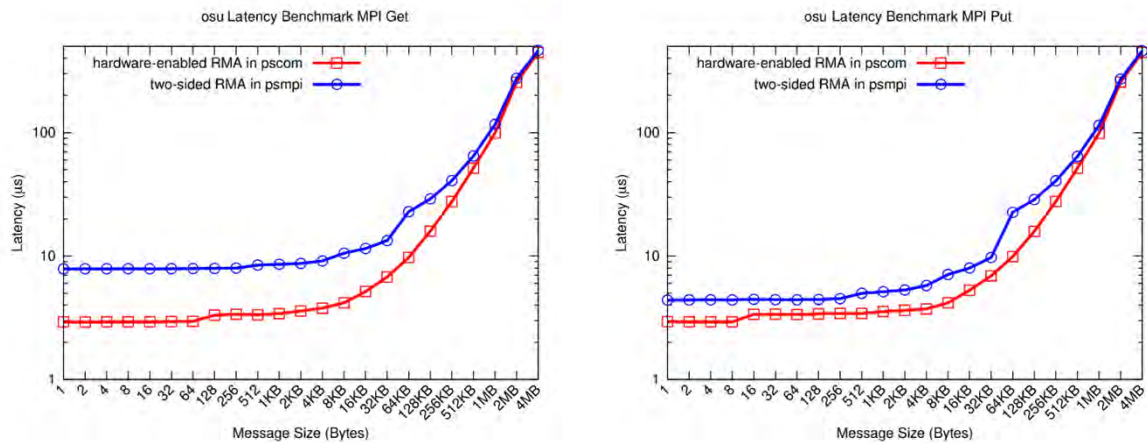 osu Latency Benchmark MPI Get
hardware-enabled RMA in pscom
two-sided RMA in psmpi
100
10
1
Latency (µs)
1
2
4
8
16
32
64
128
256
512
1KB
2KB
4KB
8KB
16KB
32KB
64KB
128KB
256KB
512KB
1MB
2MB
4MB
Message Size (Bytes)
osu Latency Benchmark MPI Put
hardware-enabled RMA in pscom
two-sided RMA in psmpi
100
10
1
Latency (µs)
1
2
4
8
16
32
64
128
256
512
1KB
2KB
4KB
8KB
16KB
32KB
64KB
128KB
256KB
512KB
1MB
2MB
4MB
Message Size (Bytes)